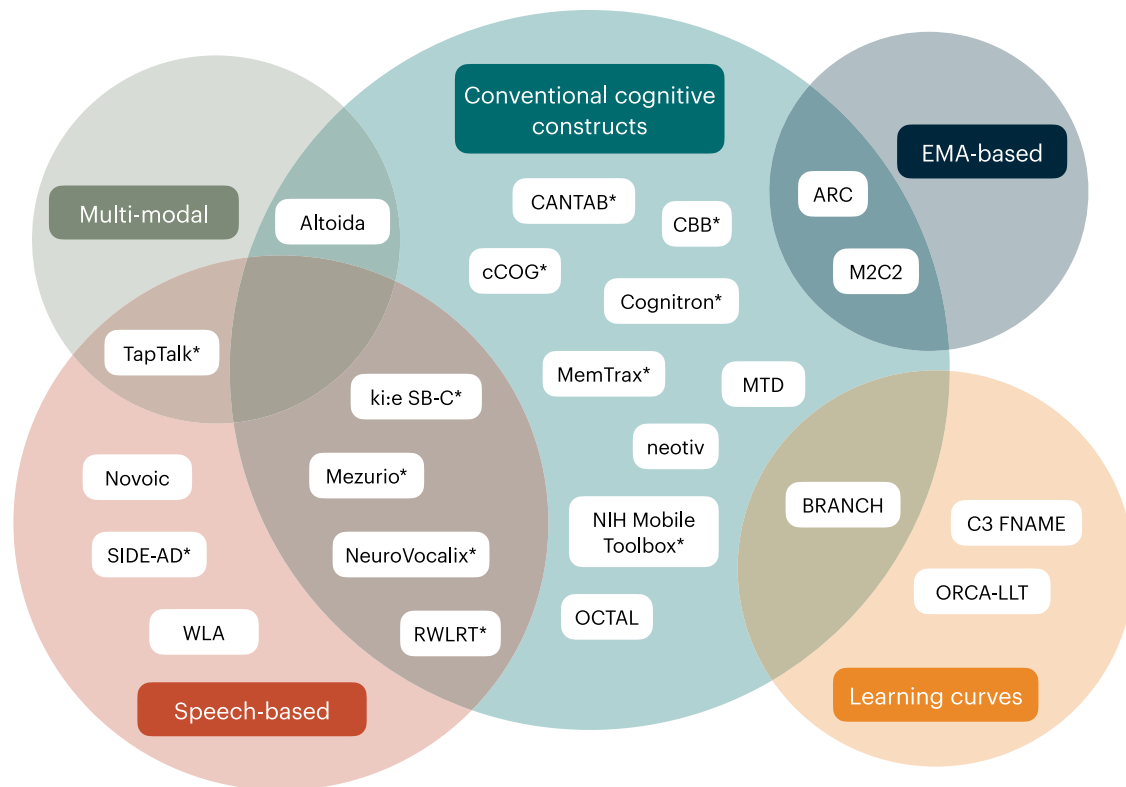 Conventional cognitive
constructs
EMA-based
Multi-modal
Altoida
CANTAB*
CBB*
ARC
cCOG*
M2C2
Cognitron*
TapTalk*
MemTrax*
MTD
ki:e SB-C*
neotiv
Novoic
Mezurio*
BRANCH
NIH Mobile
Toolbox*
C3 FNAME
SIDE-AD*
NeuroVocalix*
ORCA-LLT
WLA
RWLRT*
OCTAL
Speech-based
Learning curves